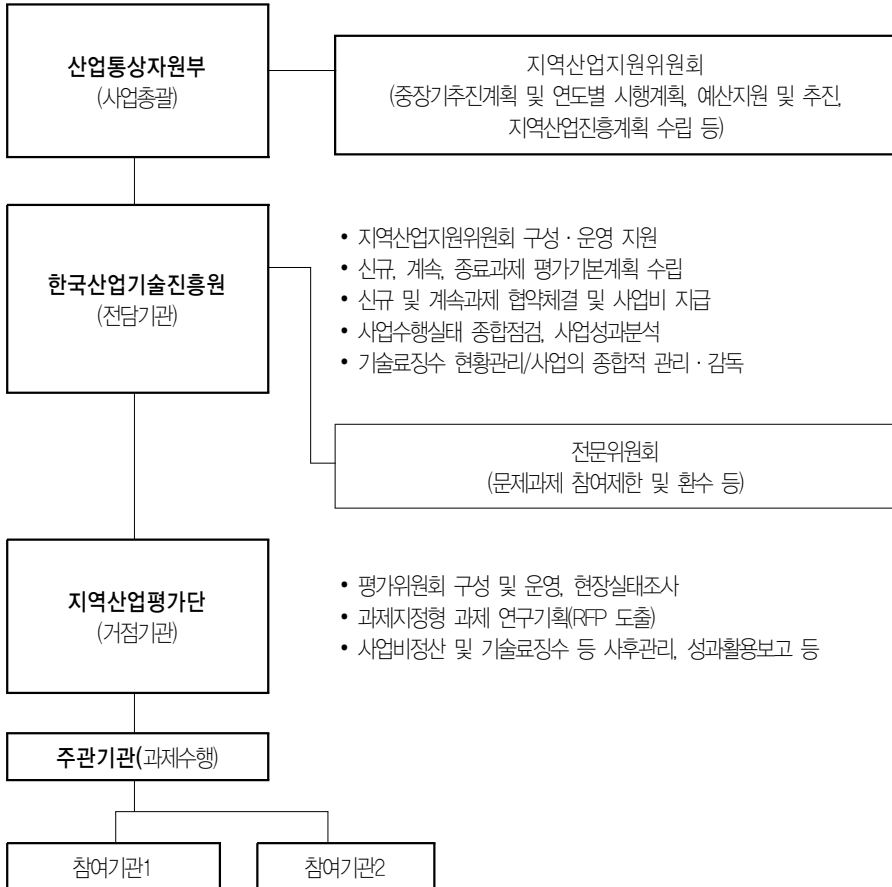 산업통상자원부
(사업총괄)
지역산업지원위원회
(중장기추진계획 및 연도별 시행계획, 예산지원 및 추진,
지역산업진흥계획 수립 등)
한국산업기술진흥원
(전담기관)
• 지역산업지원위원회 구성 · 운영 지원
• 신규, 계속, 종료과제 평가기본계획 수립
• 신규 및 계속과제 협약체결 및 사업비 지급
• 사업수행실태 종합점검, 사업성과분석
• 기술료징수 현황관리/사업의 종합적 관리 · 감독
전문위원회
(문제과제 참여제한 및 환수 등)
지역산업평가단
(거점기관)
• 평가위원회 구성 및 운영, 현장실태조사
• 과제지정형 과제 연구기획(RFP 도출)
• 사업비정산 및 기술료징수 등 사후관리, 성과활용보고 등
주관기관(과제수행)
참여기관1
참여기관2